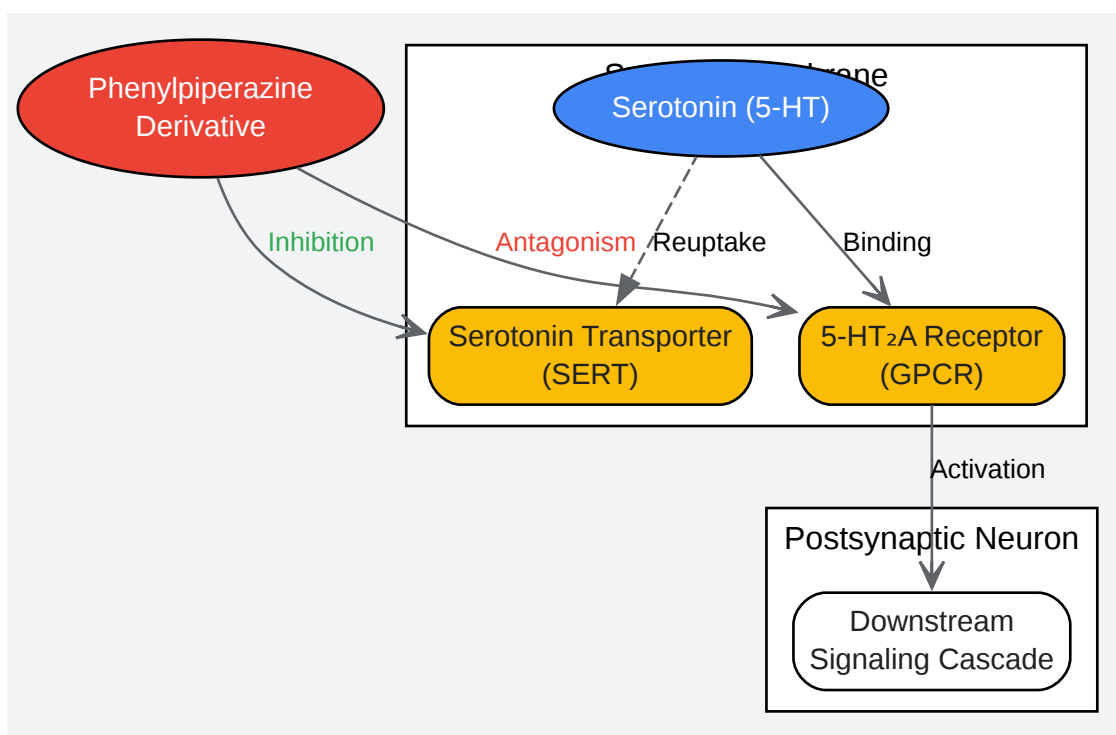 Phenylpiperazine
Derivative
Serotonin (5-HT)
Inhibition
Antagonism
Reuptake
Binding
Serotonin Transporter
(SERT)
5-HT₂A Receptor
(GPCR)
Activation
Postsynaptic Neuron
Downstream
Signaling Cascade